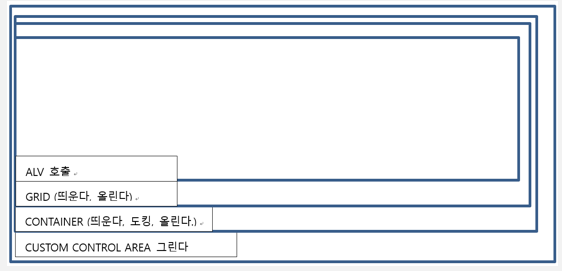 ALV 호출
GRID (띄운다, 올린다)
CONTAINER (띄운다, 도킹, 올린다,)
CUSTOM CONTROL AREA 그린다